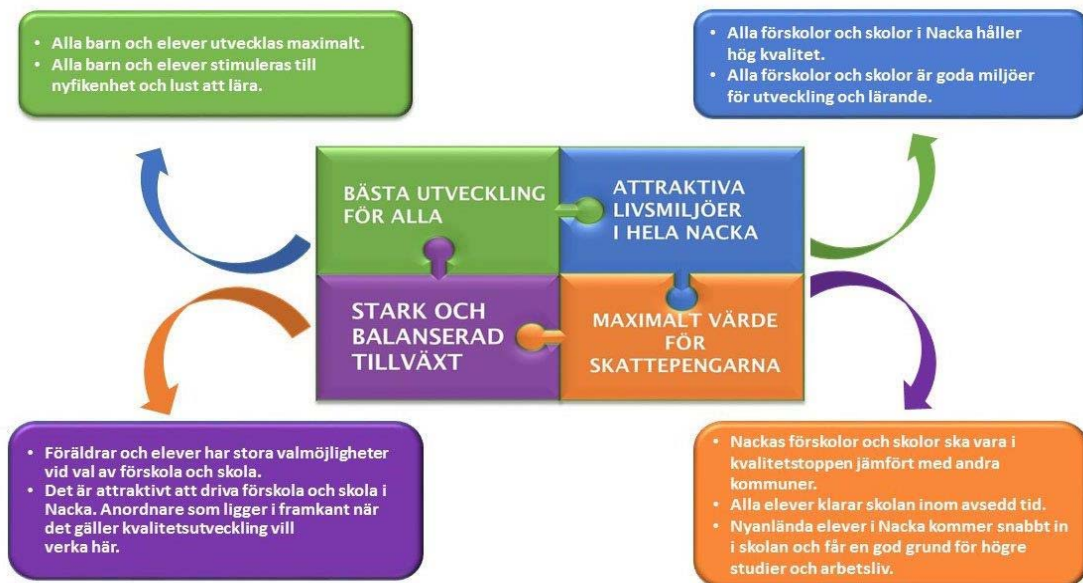 • Alla barn och elever utvecklas maximalt.
• Alla barn och elever stimuleras till
nyfikenhet och lust att lära.
• Alla förskolor och skolor i Nacka håller
hög kvalitet.
• Alla förskolor och skolor är goda miljöer
för utveckling och lärande.
BÄSTA UTVECKLING
FÖR ALLA
ATTRAKTIVA
LIVSMILJÖER
I HELA NACKA
STARK OCH
BALANSERAD
TILLVÄXT
MAXIMALT VÄRDE
FÖR
SKATTEPENGARNA
• Föräldrar och elever har stora valmöjligheter
vid val av förskola och skola.
• Det är attraktivt att driva förskola och skola i
Nacka. Anordnare som ligger i framkant när
det gäller kvalitetsutveckling vill
verka här.
• Nackas förskolor och skolor ska vara i
kvalitetstoppen jämfört med andra
kommuner.
• Alla elever klarar skolan inom avsedd tid.
• Nyanlända elever i Nacka kommer snabbt in
i skolan och får en god grund för högre
studier och arbetsliv.